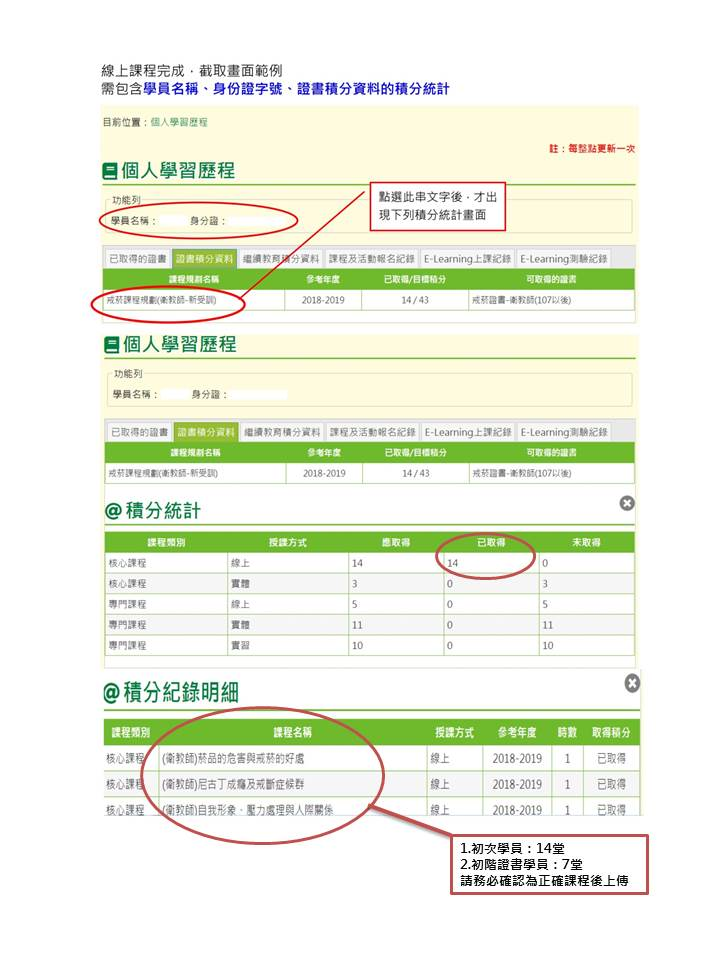 線上課程完成，截取畫面範例
需包含學員名稱、身份證字號、證書積分資料的積分統計
目前位置：個人學習歷程
註：每整點更新一次
個人學習歷程
點選此串文字後，才出
現下列積分統計畫面
功能列
學員名稱： 身分證：
已取得的證書 證書積分資料 繼續教育積分資料 課程及活動報名紀錄 E-Learning上課紀錄 E-Learning測驗紀錄
課程規劃名稱 參考年度 已取得/目標積分 可取得的證書
戒菸課程規劃(衛教師-新受訓) 2018-2019 14 / 43 戒菸證書-衛教師(107以後)
個人學習歷程
功能列
學員名稱： 身分證：
已取得的證書 證書積分資料 繼續教育積分資料 課程及活動報名紀錄 E-Learning上課紀錄 E-Learning測驗紀錄
課程規劃名稱 參考年度 已取得/目標積分 可取得的證書
戒菸課程規劃(衛教師-新受訓) 2018-2019 14 / 43 戒菸證書-衛教師(107以後)
@積分統計
課程類別 授課方式 應取得 已取得 未取得
核心課程 線上 14 14 0
核心課程 實體 3 0 3
專門課程 線上 5 0 5
專門課程 實體 11 0 11
專門課程 實習 10 0 10
@積分紀錄明細
課程類別 課程名稱 授課方式 參考年度 時數 取得積分
核心課程 (衛教師)菸品的危害與戒菸的好處 線上 2018-2019 1 已取得
核心課程 (衛教師)尼古丁成癮及戒斷症候群 線上 2018-2019 1 已取得
核心課程 (衛教師)自我形象、壓力處理與人際關係 線上 2018-2019 1 已取得
1.初次學員：14堂
2.初階證書學員：7堂
請務必確認為正確課程後上傳